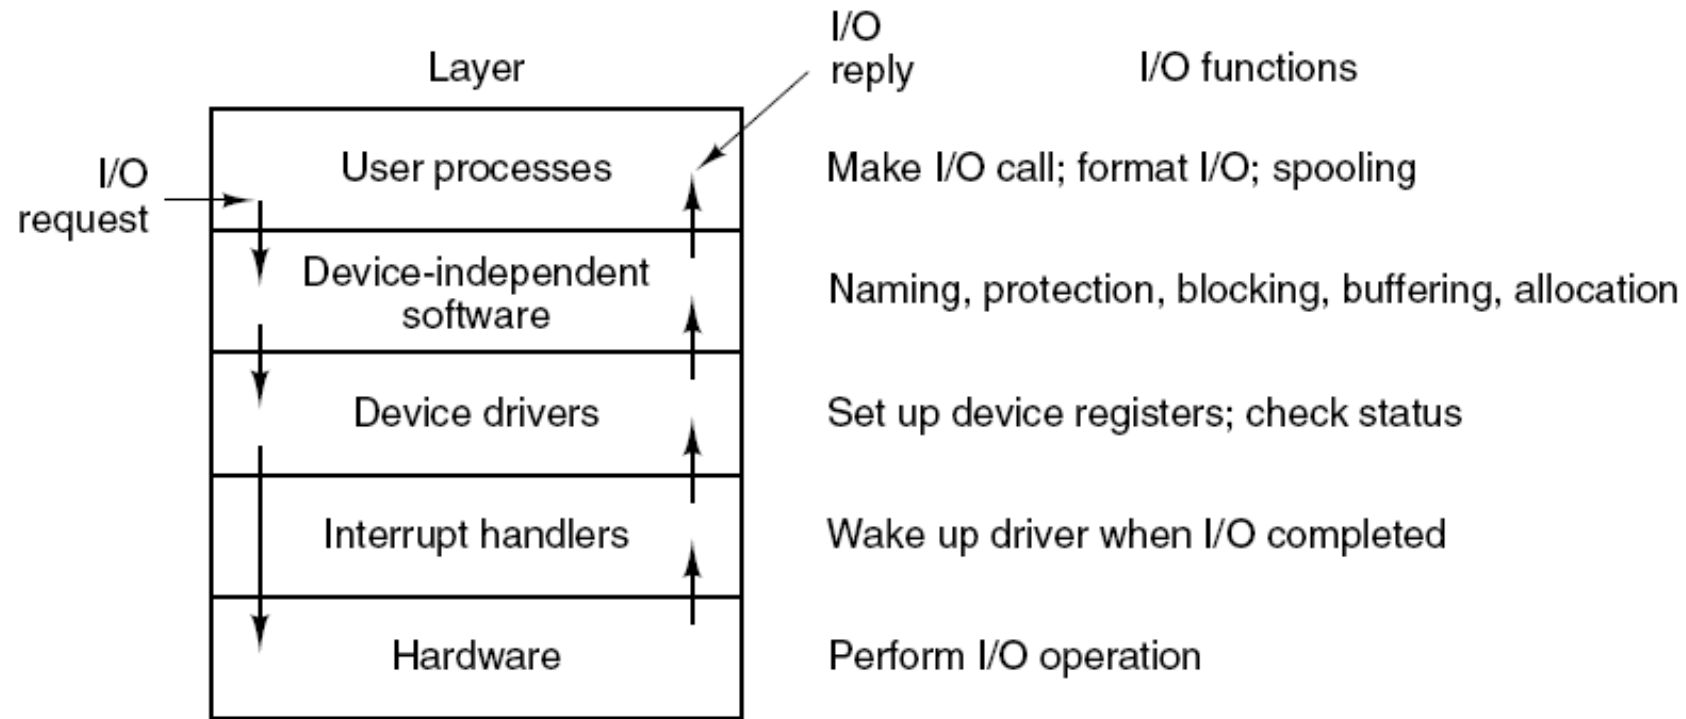 I/O
reply
Layer
I/O functions
I/O
request
User processes
Make I/O call; format I/O; spooling
Device-independent
software
Naming, protection, blocking, buffering, allocation
Device drivers
Set up device registers; check status
Interrupt handlers
Wake up driver when I/O completed
Hardware
Perform I/O operation